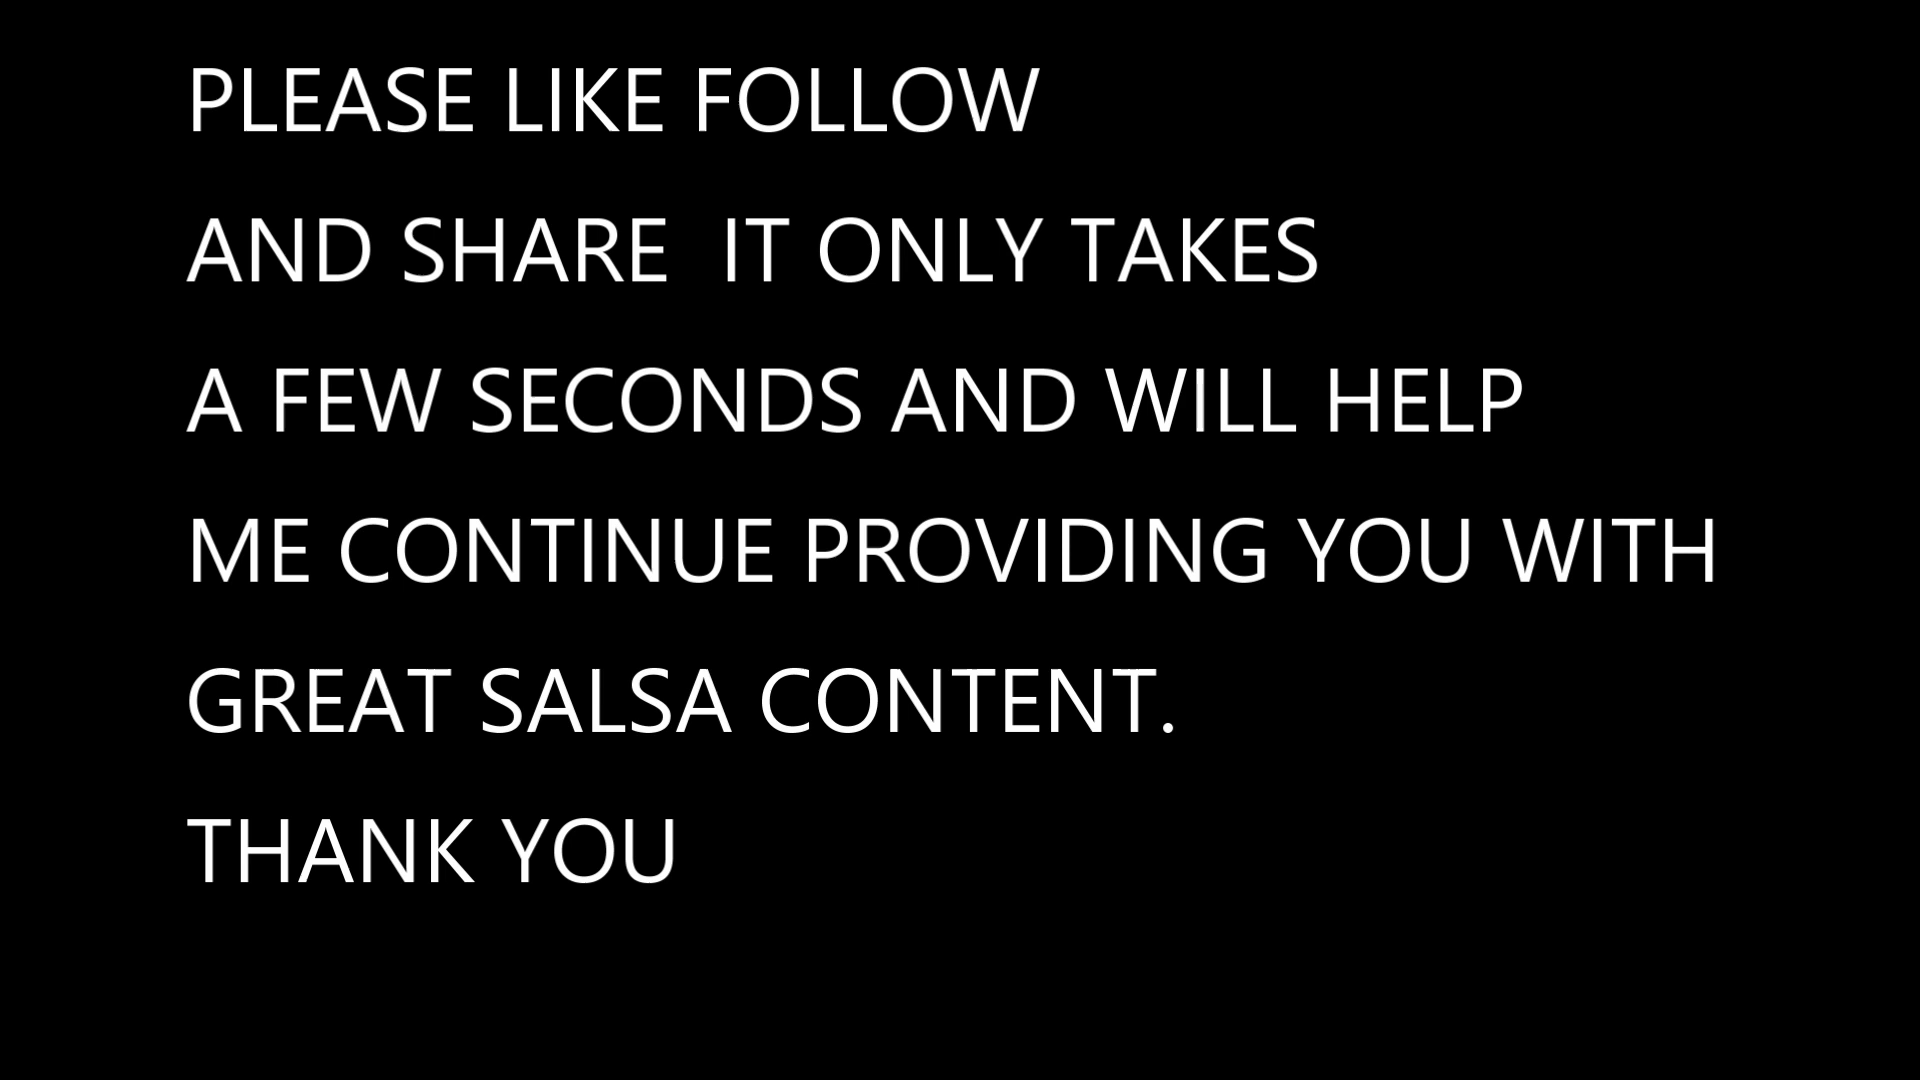 PLEASE LIKE FOLLOW
AND SHARE  IT ONLY TAKES
A FEW SECONDS AND WILL HELP
ME CONTINUE PROVIDING YOU WITH
GREAT SALSA CONTENT.
THANK YOU